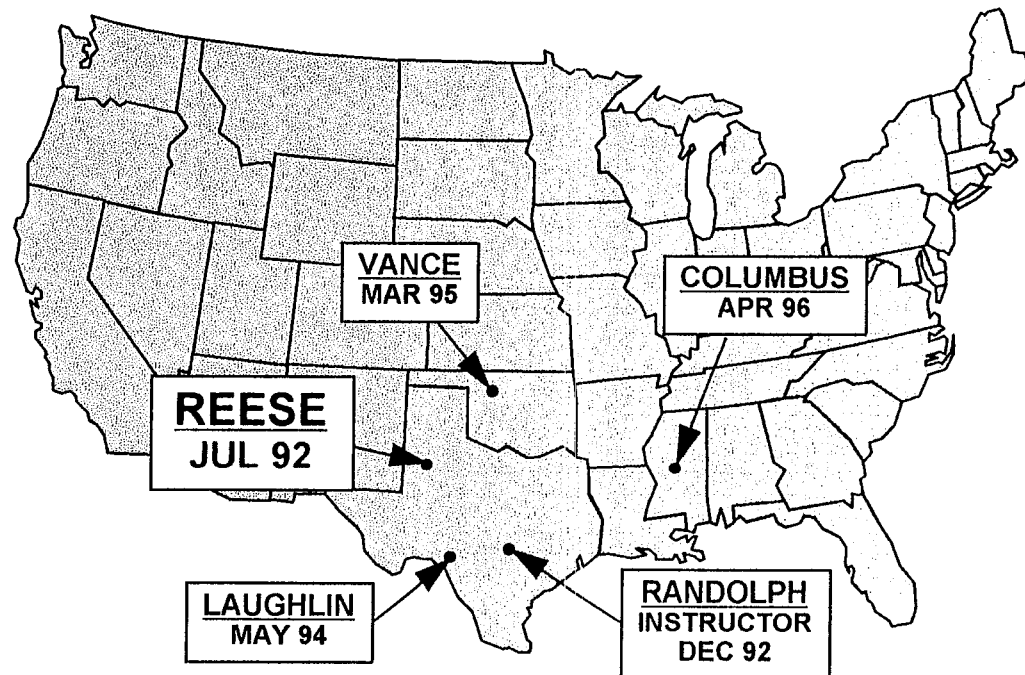 VANCE
MAR 95
COLUMBUS
APR 96
REESE
JUL 92
LAUGHLIN
MAY 94
RANDOLPH
INSTRUCTOR
DEC 92